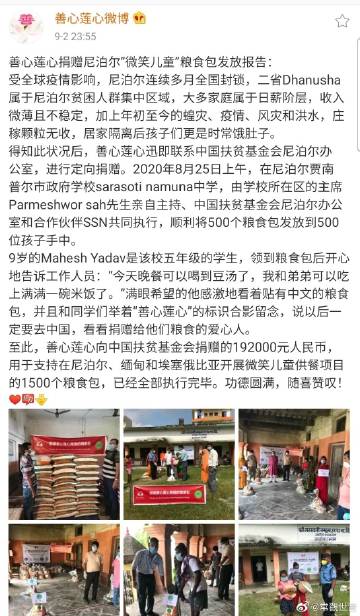 善心莲心微博
9-2 23:55
善心莲心捐赠尼泊尔“微笑儿童”粮食包发放报告：
受全球疫情影响，尼泊尔连续多月全国封锁，二省Dhanusha
属于尼泊尔贫困人群集中区域，大多家庭属于日薪阶层，收入
微薄且不稳定，加上年初至今的蝗灾、疫情、风灾和洪水，庄
稼颗粒无收，居家隔离后孩子们更是时常饿肚子。
得知此状况后，善心莲心迅即联系中国扶贫基金会尼泊尔办
公室，进行定向捐赠。2020年8月25日上午，在尼泊尔贾南
普尔市政府学校sarasoti namuna中学，由学校所在区的主席
Parmeshwor sah先生亲自主持、中国扶贫基金会尼泊尔办公
室和合作伙伴SSN共同执行，顺利将500个粮食包发放到500
位孩子手中。
9岁的Mahesh Yadav是该校五年级的学生，领到粮食包后开心
地告诉工作人员：“今天晚餐可以喝到豆汤了，我和弟弟可以吃
上满满一碗米饭了。”满眼希望的他感激地看着贴有中文的粮食
包，并且和同学们举着”善心莲心”的标识合影留念，说以后一
定要去中国，看看捐赠给他们粮食的爱心人。
至此，善心莲心向中国扶贫基金会捐赠的192000元人民币，
用于支持在尼泊尔、缅甸和埃塞俄比亚开展微笑儿童供餐项目
的1500个粮食包，已经全部执行完毕。功德圆满，随喜赞叹！